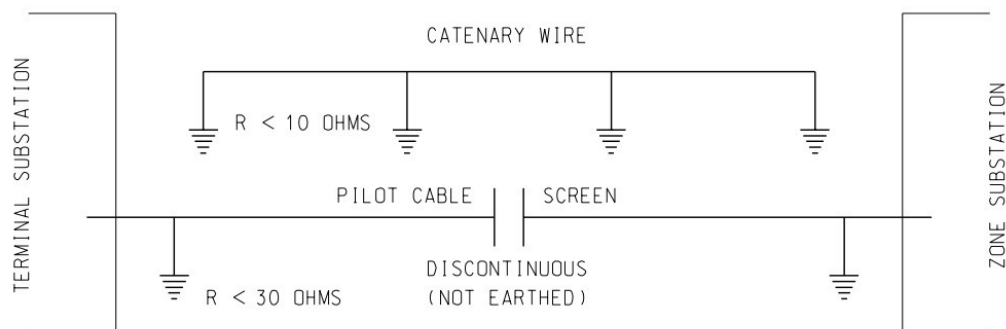 TERMINAL SUBSTATION
CATENARY WIRE
R < 10 OHMS
PILOT CABLE
SCREEN
DISCONTINUOUS
(NOT EARTHED)
R < 30 OHMS
ZONE SUBSTATION